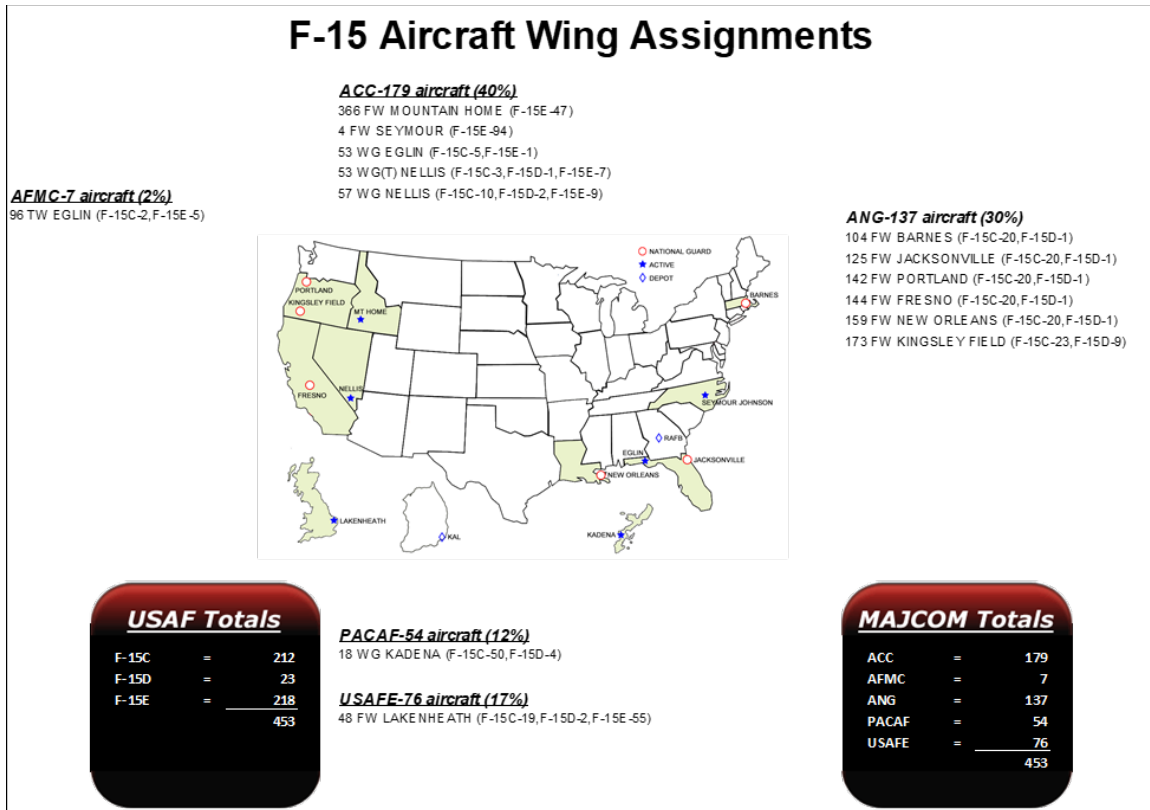 F-15 Aircraft Wing Assignments
ACC-179 aircraft (40%)
366 FW MOUNTAIN HOME (F-15E-47)
4 FW SEYMOUR (F-15E-94)
53 WG EGLIN (F-15C-5,F-15E-1)
53 WG(T) NELLIS (F-15C-3,F-15D-1,F-15E-7)
57 WG NELLIS (F-15C-10,F-15D-2,F-15E-9)
AFMC-7 aircraft (2%)
96 TW EGLIN (F-15C-2,F-15E-5)
ANG-137 aircraft (30%)
104 FW BARNES (F-15C-20,F-15D-1)
125 FW JACKSONVILLE (F-15C-20,F-15D-1)
142 FW PORTLAND (F-15C-20,F-15D-1)
144 FW FRESNO (F-15C-20,F-15D-1)
159 FW NEW ORLEANS (F-15C-20,F-15D-1)
173 FW KINGSLEY FIELD (F-15C-23,F-15D-9)
NATIONAL GUARD
ACTIVE
DEPOT
PORTLAND
KINGSLEY FIELD
MT HOME
BARNES
FRESNO
NELLIS
SEYMOUR JOHNSON
RAFB
EGLIN
JACKSONVILLE
NEW ORLEANS
LAKENHEATH
KAL
KADENA
USAF Totals
F-15C = 212
F-15D = 23
F-15E = 218
453
PACAF-54 aircraft (12%)
18 WG KADENA (F-15C-50,F-15D-4)
USAFE-76 aircraft (17%)
48 FW LAKENHEATH (F-15C-19,F-15D-2,F-15E-55)
MAJCOM Totals
ACC = 179
AFMC = 7
ANG = 137
PACAF = 54
USAFE = 76
453